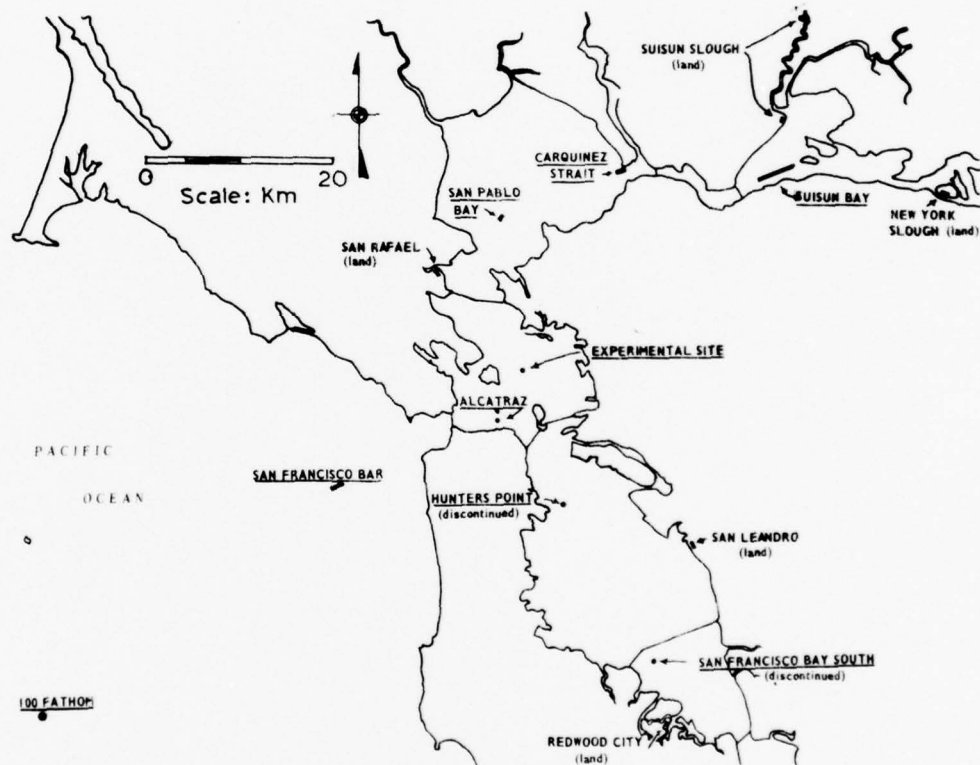 SUISUN SLOUGH
(land)
0
20
Scale: Km
CARQUINEZ
STRAIT
SAN PABLO
BAY
SUISUN BAY
NEW YORK
SLOUGH (land)
SAN RAFAEL
(land)
EXPERIMENTAL SITE
ALCATRAZ
PACIFIC
OCEAN
SAN FRANCISCO BAR
HUNTERS POINT
(discontinued)
SAN LEANDRO
(land)
SAN FRANCISCO BAY SOUTH
(discontinued)
100 FATHOM
REDWOOD CITY
(land)